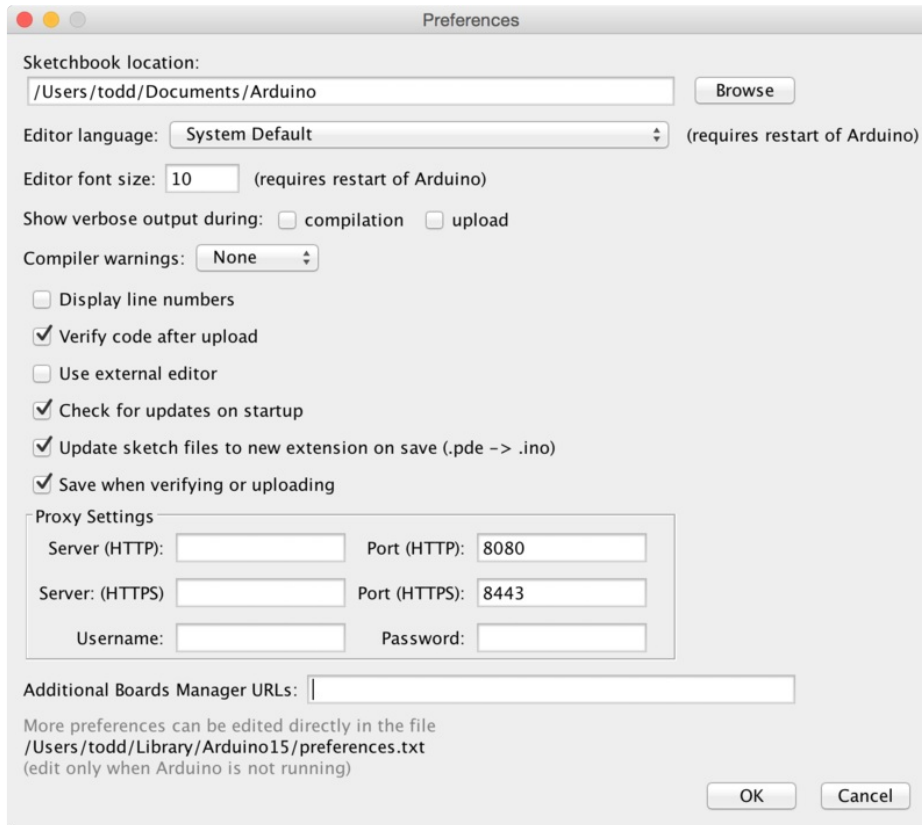 Preferences
Sketchbook location:
/Users/todd/Documents/Arduino
Browse
Editor language: System Default (requires restart of Arduino)
Editor font size: 10 (requires restart of Arduino)
Show verbose output during: compilation upload
Compiler warnings: None
Display line numbers
Verify code after upload
Use external editor
Check for updates on startup
Update sketch files to new extension on save (.pde -> .ino)
Save when verifying or uploading
Proxy Settings
Server (HTTP): Port (HTTP): 8080
Server: (HTTPS) Port (HTTPS): 8443
Username: Password:
Additional Boards Manager URLs:
More preferences can be edited directly in the file
/Users/todd/Library/Arduino15/preferences.txt
(edit only when Arduino is not running)
OK Cancel